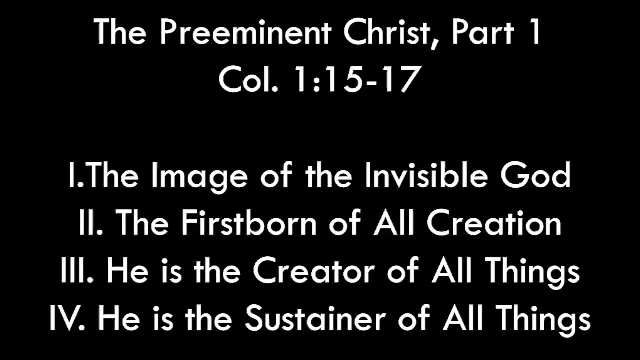 The Preeminent Christ, Part 1
Col. 1:15-17
I.The Image of the Invisible God
II. The Firstborn of All Creation
III. He is the Creator of All Things
IV. He is the Sustainer of All Things